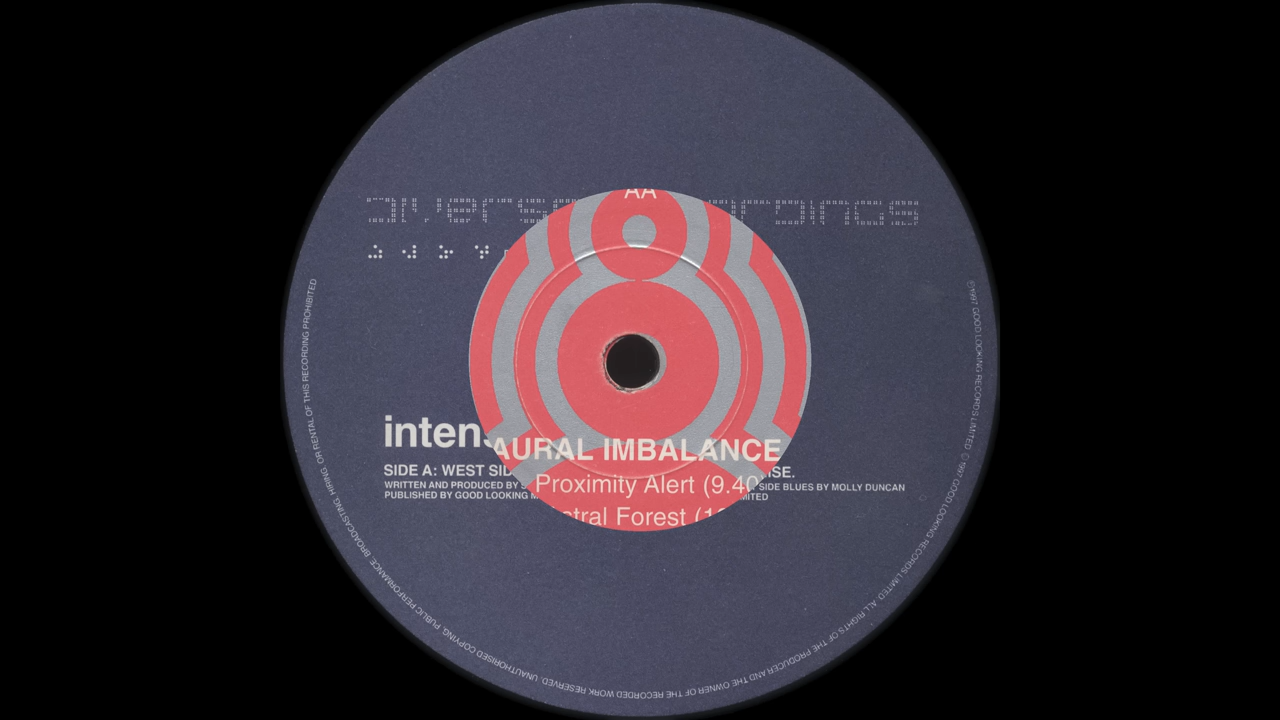 AA
inten
AURAL IMBALANCE
SIDE A: WEST SID
SE.
WRITTEN AND PRODUCED BY
SIDE BLUES BY MOLLY DUNCAN
Proximity Alert (9.40
PUBLISHED BY GOOD LOOKING M
MITED
tral Forest (1
UNAUTHORISED COPYING, PUBLIC PERFORMANCE, BROADCASTING, HIRING, OR RENTAL OF THIS RECORDING PROHIBITED
℗1997 GOOD LOOKING RECORDS LIMITED © 1997 GOOD LOOKING RECORDS LIMITED. ALL RIGHTS OF THE PRODUCER AND THE OWNER OF THE RECORDED WORK RESERVED.